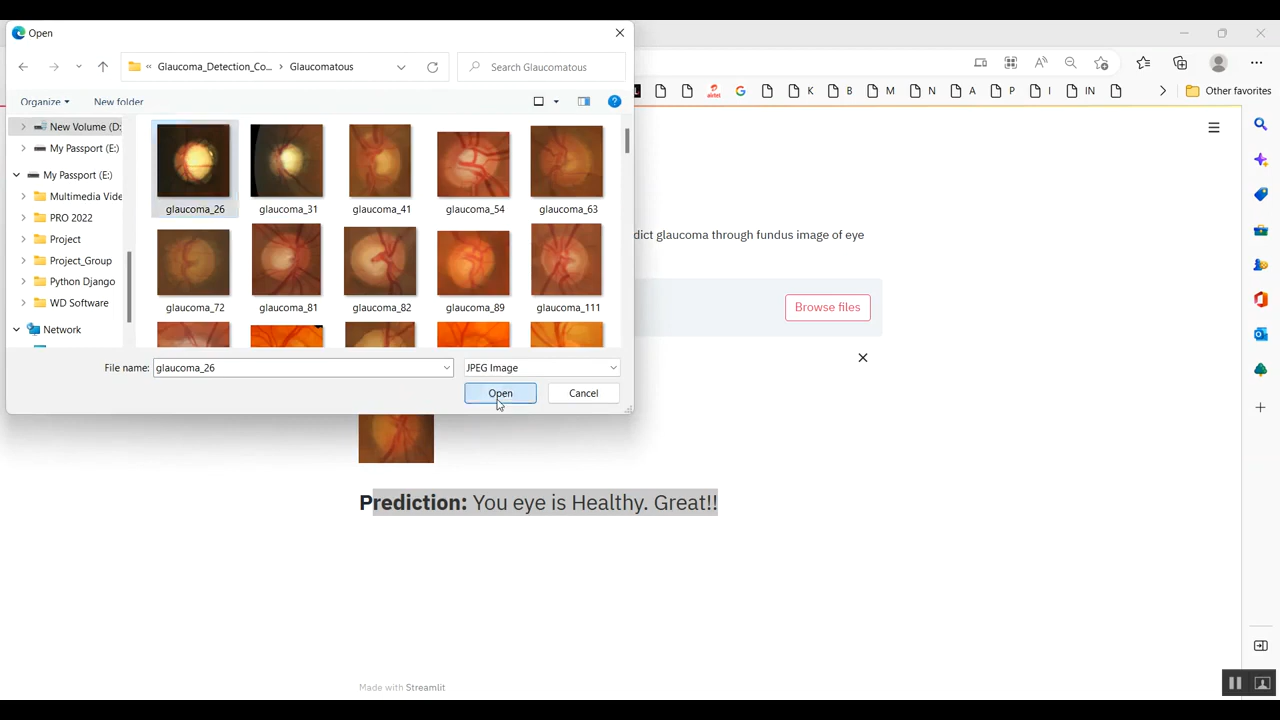 Open
« Glaucoma_Detection_Co... > Glaucomatous
Search Glaucomatous
Organize
New folder
New Volume (D:
My Passport (E:)
My Passport (E:)
Multimedia Vide
PRO 2022
Project
Project_Group
Python Django
WD Software
Network
glaucoma_26
glaucoma_31
glaucoma_41
glaucoma_54
glaucoma_63
glaucoma_72
glaucoma_81
glaucoma_82
glaucoma_89
glaucoma_111
File name: glaucoma_26
JPEG Image
Open
Cancel
airtel
K
B
M
N
A
P
I
IN
Other favorites
dict glaucoma through fundus image of eye
Browse files
Prediction: You eye is Healthy. Great!!
Made with Streamlit